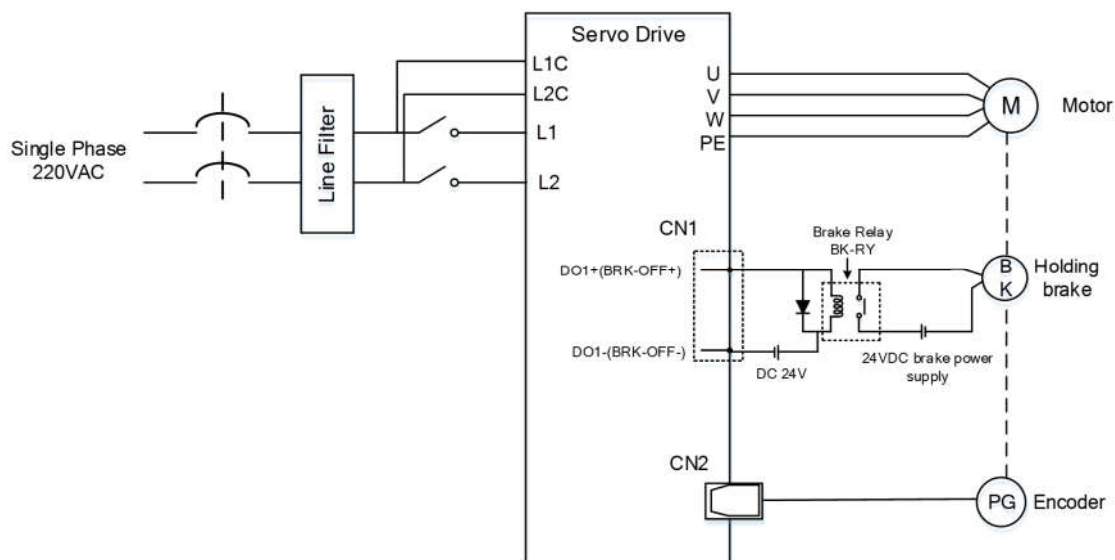 Servo Drive
L1C
L2C
L1
L2
Single Phase
220VAC
Line Filter
U
V
W
PE
M
Motor
CN1
Brake Relay
BK-RY
DO1+(BRK-OFF+)
DO1-(BRK-OFF-)
DC 24V
24VDC brake power
supply
B
K
Holding
brake
CN2
PG
Encoder